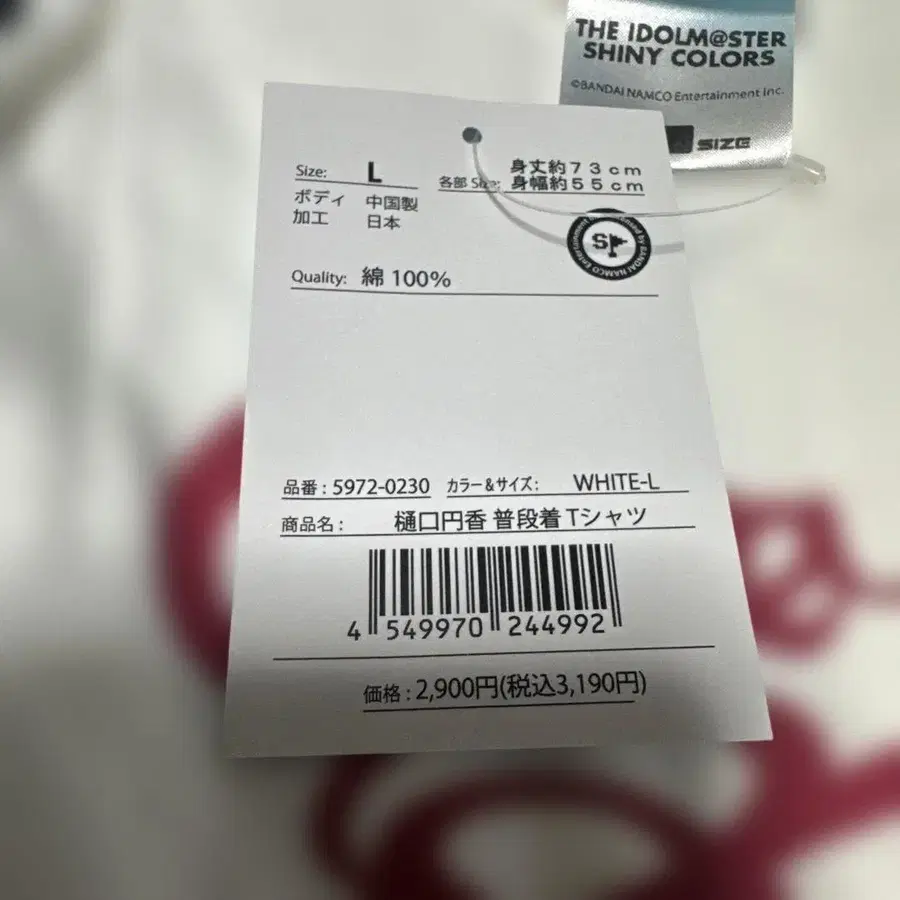 THE IDOLM@STER
SHINY COLORS
©BANDAI NAMCO Entertainment Inc.
SIZE
Size: L
各部 Size: 身丈約73cm
身幅約55cm
ボディ 中国製
加工 日本
Quality: 綿 100%
品番 : 5972-0230 カラー&サイズ : WHITE-L
商品名 : 樋口円香 普段着 Tシャツ
4 549970 244992
価格 : 2,900円(税込3,190円)